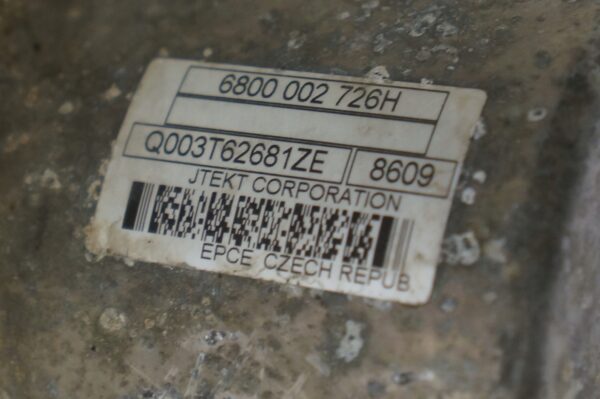 6800 002 726H
Q003T62681ZE 8609
JTEKT CORPORATION
EPCE CZECH REPUB